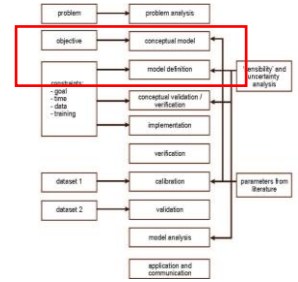 problem
problem analysis
objective
conceptual model
model definition
'sensibility' and
uncertainty
analysis
constraints:
- goal
- time
- data
- training
conceptual validation /
verification
implementation
verification
dataset 1
calibration
parameters from
literature
dataset 2
validation
model analysis
application and
communication